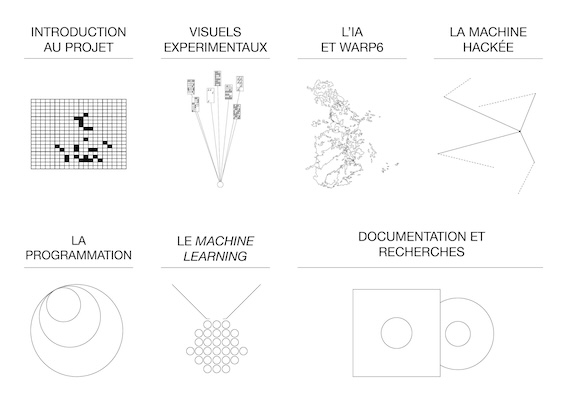 INTRODUCTION
AU PROJET
VISUELS
EXPERIMENTAUX
L'IA
ET WARP6
LA MACHINE
HACKÉE
LA
PROGRAMMATION
LE MACHINE
LEARNING
DOCUMENTATION ET
RECHERCHES